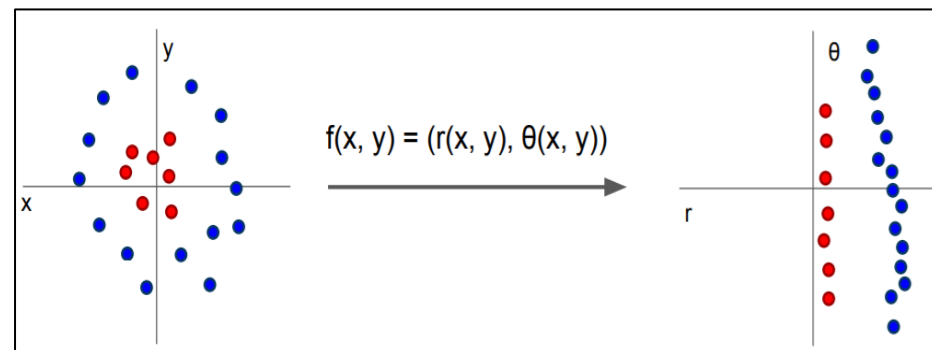 y
x
f(x, y) = (r(x, y), θ(x, y))
θ
r